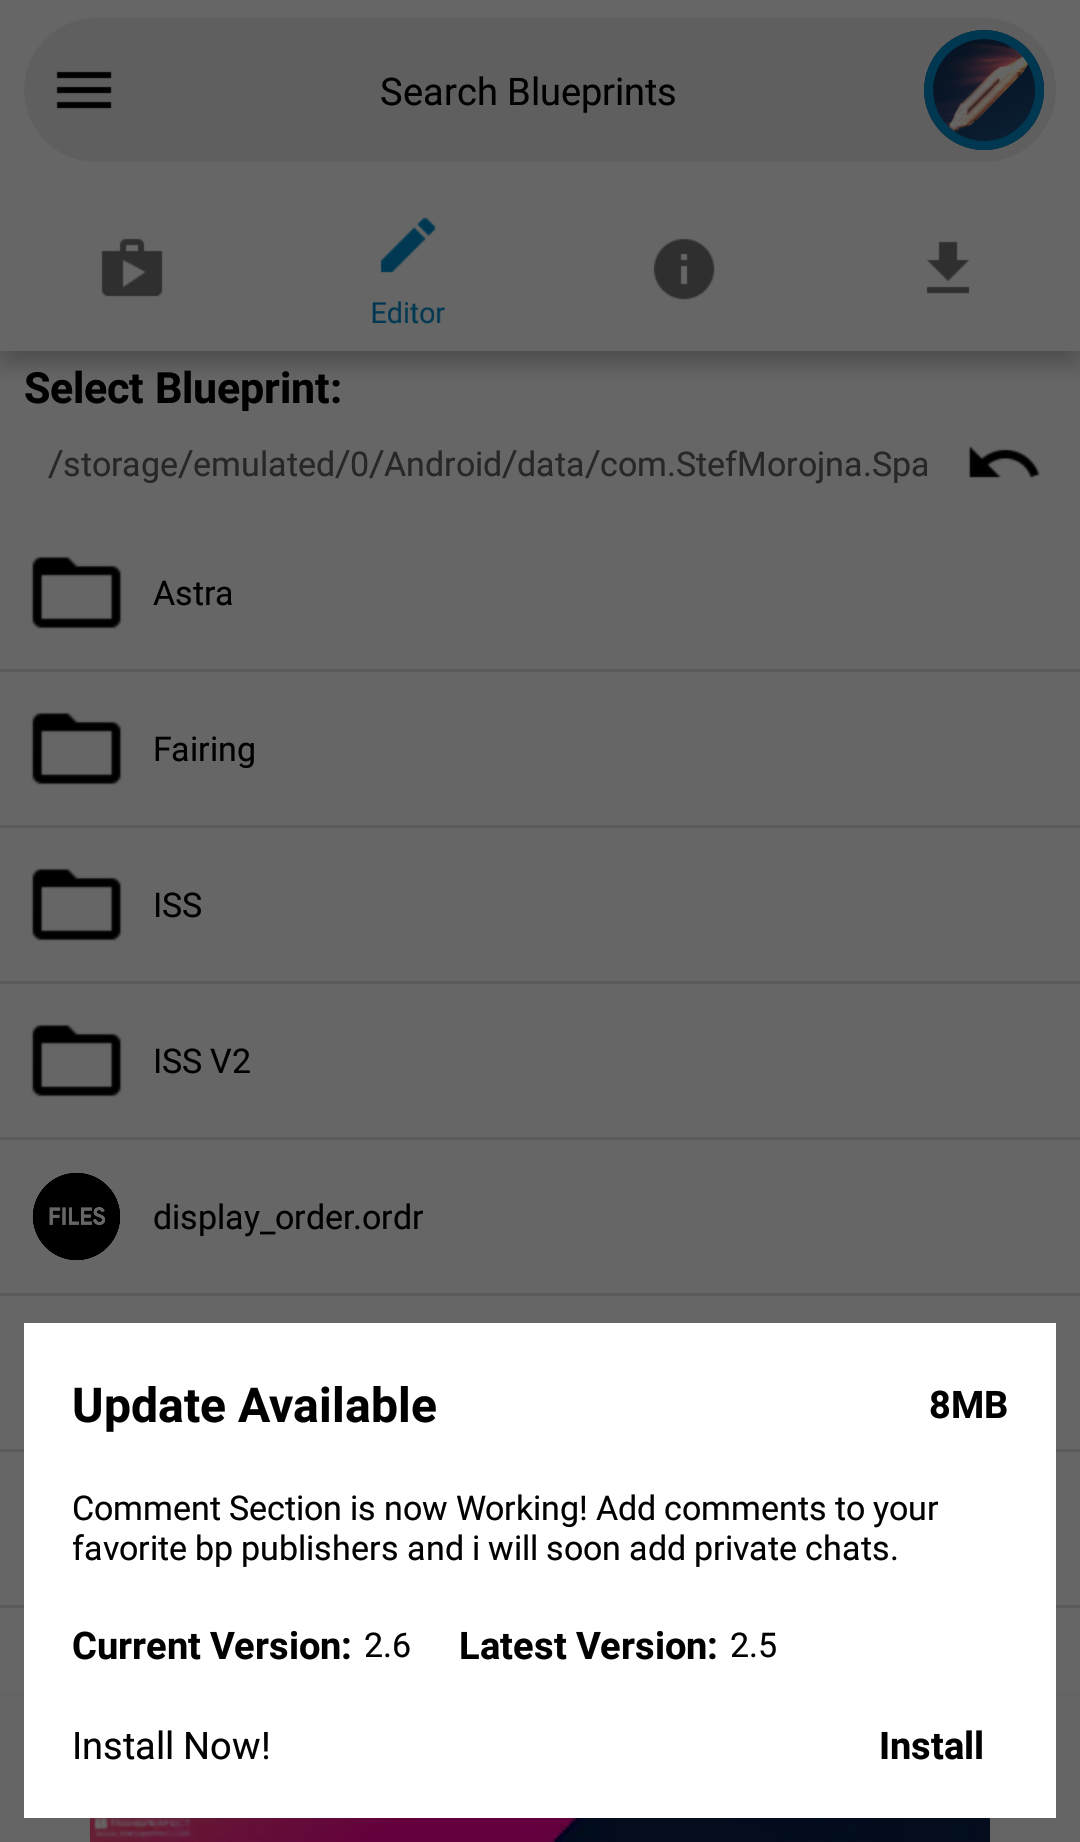 Search Blueprints
Editor
Select Blueprint:
/storage/emulated/0/Android/data/com.StefMorojna.Spa
Astra
Fairing
ISS
ISS V2
FILES display_order.ordr
Update Available 8MB
Comment Section is now Working! Add comments to your
favorite bp publishers and i will soon add private chats.
Current Version: 2.6 Latest Version: 2.5
Install Now! Install